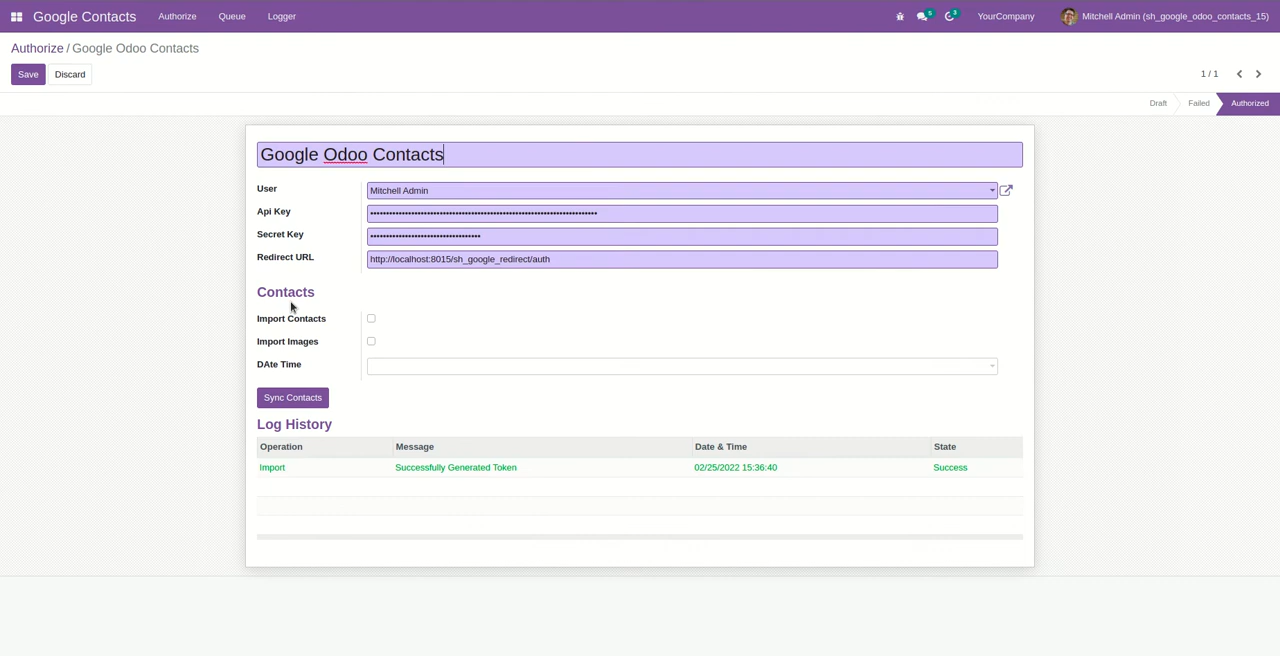 Google Contacts Authorize Queue Logger 5 3 YourCompany Mitchell Admin (sh_google_odoo_contacts_15)
Authorize / Google Odoo Contacts
Save Discard 1 / 1
Draft Failed Authorized
Google Odoo Contacts
User Mitchell Admin
Api Key ••••••••••••••••••••••••••••••••••••••••••••••••••••••••••••••••••••••••
Secret Key •••••••••••••••••••••••••••••••••••
Redirect URL http://localhost:8015/sh_google_redirect/auth
Contacts
Import Contacts
Import Images
DAte Time
Sync Contacts
Log History
Operation Message Date & Time State
Import Successfully Generated Token 02/25/2022 15:36:40 Success